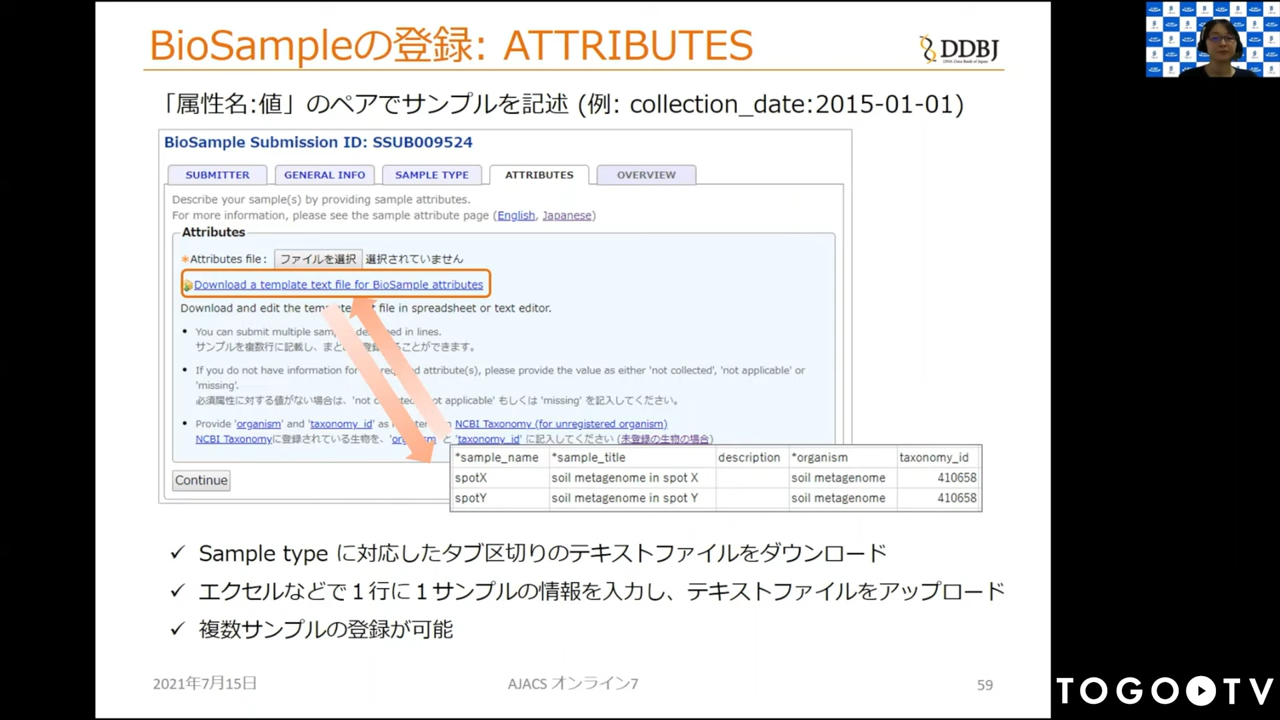 BioSampleの登録: ATTRIBUTES
DDBJ
DNA Data Bank of Japan
「属性名:値」のペアでサンプルを記述 (例: collection_date:2015-01-01)
BioSample Submission ID: SSUB009524
SUBMITTER GENERAL INFO SAMPLE TYPE ATTRIBUTES OVERVIEW
Describe your sample(s) by providing sample attributes.
For more information, please see the sample attribute page (English, Japanese)
Attributes
*Attributes file: ファイルを選択 選択されていません
Download a template text file for BioSample attributes
Download and edit the template text file in spreadsheet or text editor.
• You can submit multiple in lines.
サンプルを複数行に記載し、 ことができます。
• If you do not have information for attribute(s), please provide the value as either 'not collected', 'not applicable' or
'missing'.
必須属性に対する値がない場合は、'not applicable' もしくは 'missing' を記入してください。
• Provide 'organism' and 'taxonomy_id' as NCBI Taxonomy (for unregistered organism)
NCBI Taxonomyに登録されている生物を、 と 'taxonomy_id' に記入してください (未登録の生物の場合)
Continue
*sample_name *sample_title description *organism taxonomy_id
spotX soil metagenome in spot X soil metagenome 410658
spotY soil metagenome in spot Y soil metagenome 410658
✓ Sample type に対応したタブ区切りのテキストファイルをダウンロード
✓ エクセルなどで１行に１サンプルの情報を入力し、テキストファイルをアップロード
✓ 複数サンプルの登録が可能
2021年7月15日
AJACS オンライン7
59
TOGO TV